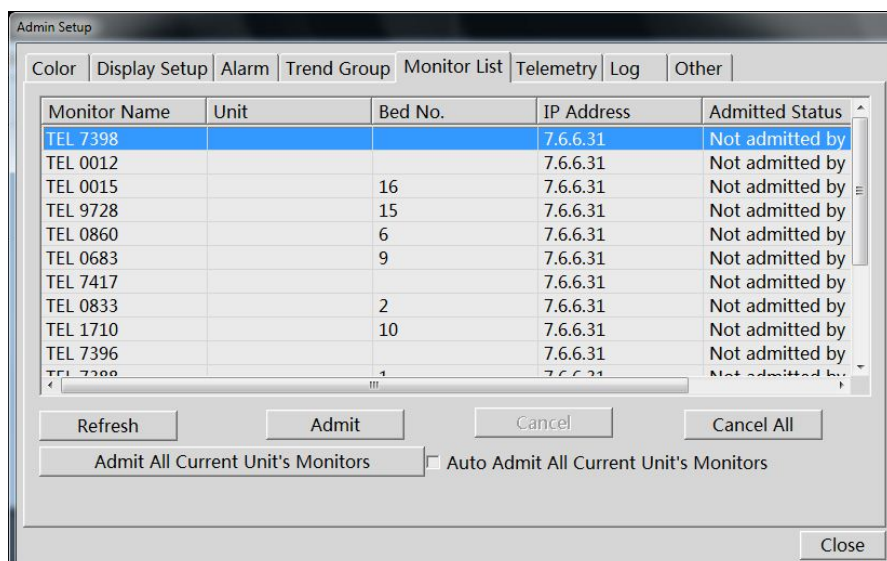 Admin Setup
Color Display Setup Alarm Trend Group Monitor List Telemetry Log Other
Monitor Name Unit Bed No. IP Address Admitted Status
TEL 7398 7.6.6.31 Not admitted by
TEL 0012 7.6.6.31 Not admitted by
TEL 0015 16 7.6.6.31 Not admitted by
TEL 9728 15 7.6.6.31 Not admitted by
TEL 0860 6 7.6.6.31 Not admitted by
TEL 0683 9 7.6.6.31 Not admitted by
TEL 7417 7.6.6.31 Not admitted by
TEL 0833 2 7.6.6.31 Not admitted by
TEL 1710 10 7.6.6.31 Not admitted by
TEL 7396 7.6.6.31 Not admitted by
Refresh Admit Cancel Cancel All
Admit All Current Unit's Monitors Auto Admit All Current Unit's Monitors
Close